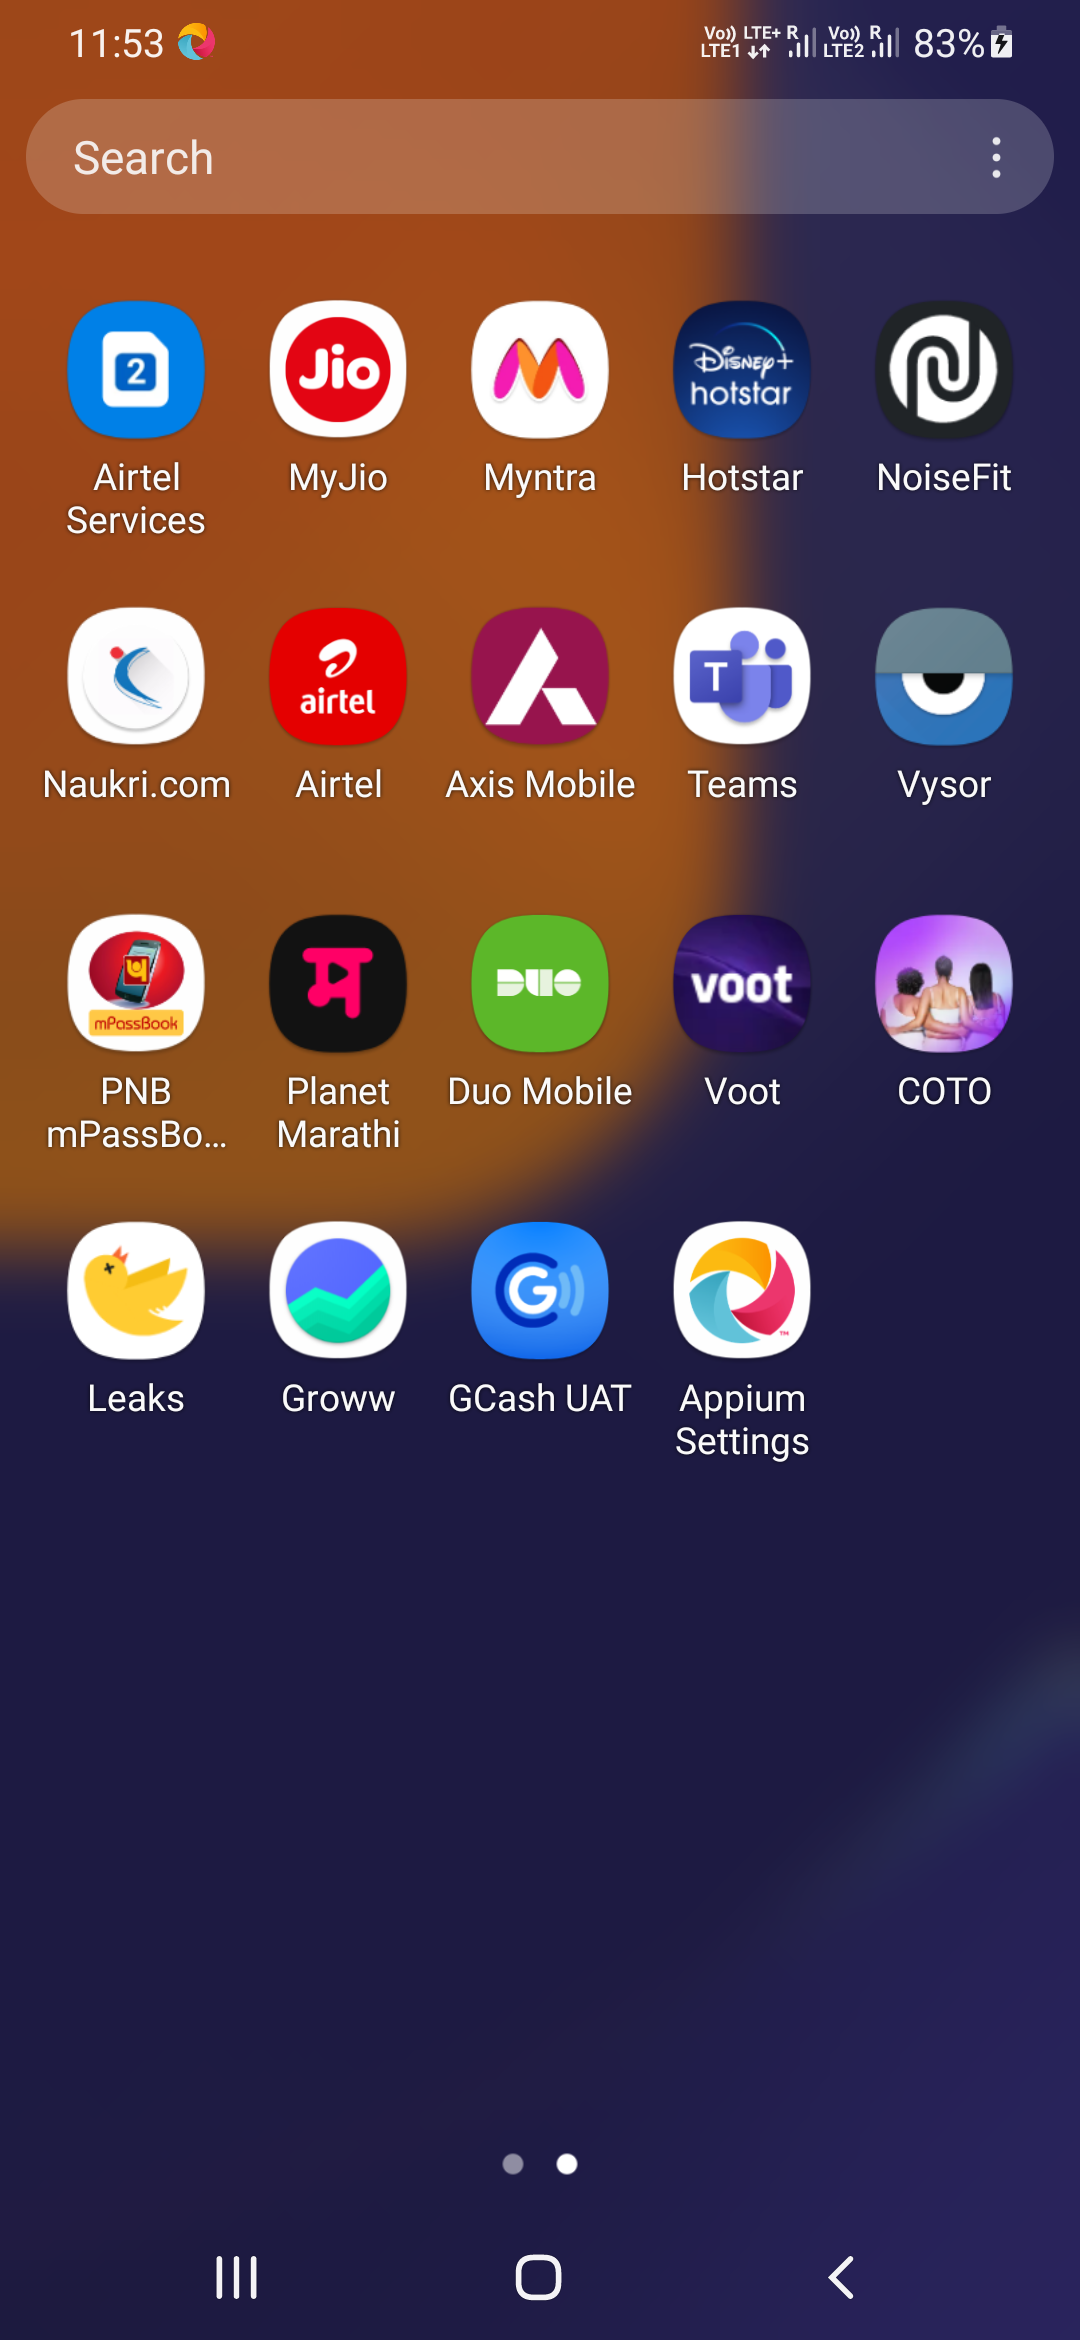 11:53
Vo)) LTE+ R Vo)) R 83%
LTE1 LTE2
Search
2
Jio
Disney+
hotstar
Airtel
Services
MyJio
Myntra
Hotstar
NoiseFit
airtel
T
Naukri.com
Airtel
Axis Mobile
Teams
Vysor
प
mPassBook
म
DUO
voot
PNB
mPassBo...
Planet
Marathi
Duo Mobile
Voot
COTO
G
TM
Leaks
Groww
GCash UAT
Appium
Settings